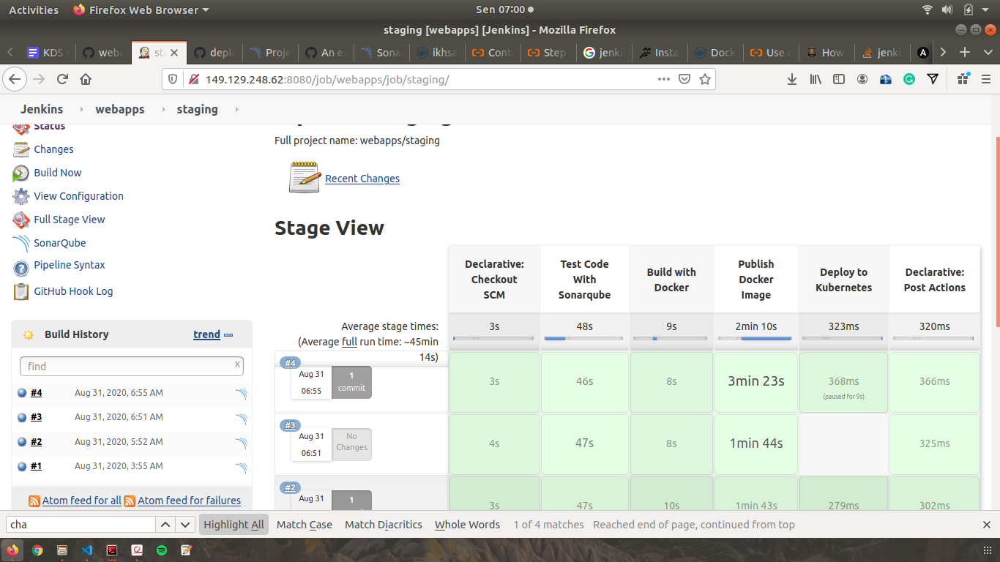 Activities Firefox Web Browser Sen 07:00
staging [webapps] [Jenkins] - Mozilla Firefox
KDS weba sta deplo Proje An ex Sona ikhsa Cont Step jenki Insta Dock Use a How jenki
149.129.248.62:8080/job/webapps/job/staging/
Jenkins webapps staging
Status
Changes
Build Now
View Configuration
Full Stage View
SonarQube
Pipeline Syntax
GitHub Hook Log
Build History trend
find x
#4 Aug 31, 2020, 6:55 AM
#3 Aug 31, 2020, 6:51 AM
#2 Aug 31, 2020, 5:52 AM
#1 Aug 31, 2020, 3:55 AM
Atom feed for all Atom feed for failures
Full project name: webapps/staging
Recent Changes
Stage View
Declarative: Checkout SCM
Test Code With Sonarqube
Build with Docker
Publish Docker Image
Deploy to Kubernetes
Declarative: Post Actions
Average stage times:
(Average full run time: ~45min
14s)
3s 48s 9s 2min 10s 323ms 320ms
#4
Aug 31
06:55
1
commit
3s 46s 8s 3min 23s 368ms 366ms
(paused for 9s)
#3
Aug 31
06:51
No
Changes
4s 47s 8s 1min 44s 325ms
#2
Aug 31
1
3s 47s 10s 1min 43s 279ms 302ms
cha Highlight All Match Case Match Diacritics Whole Words 1 of 4 matches Reached end of page, continued from top